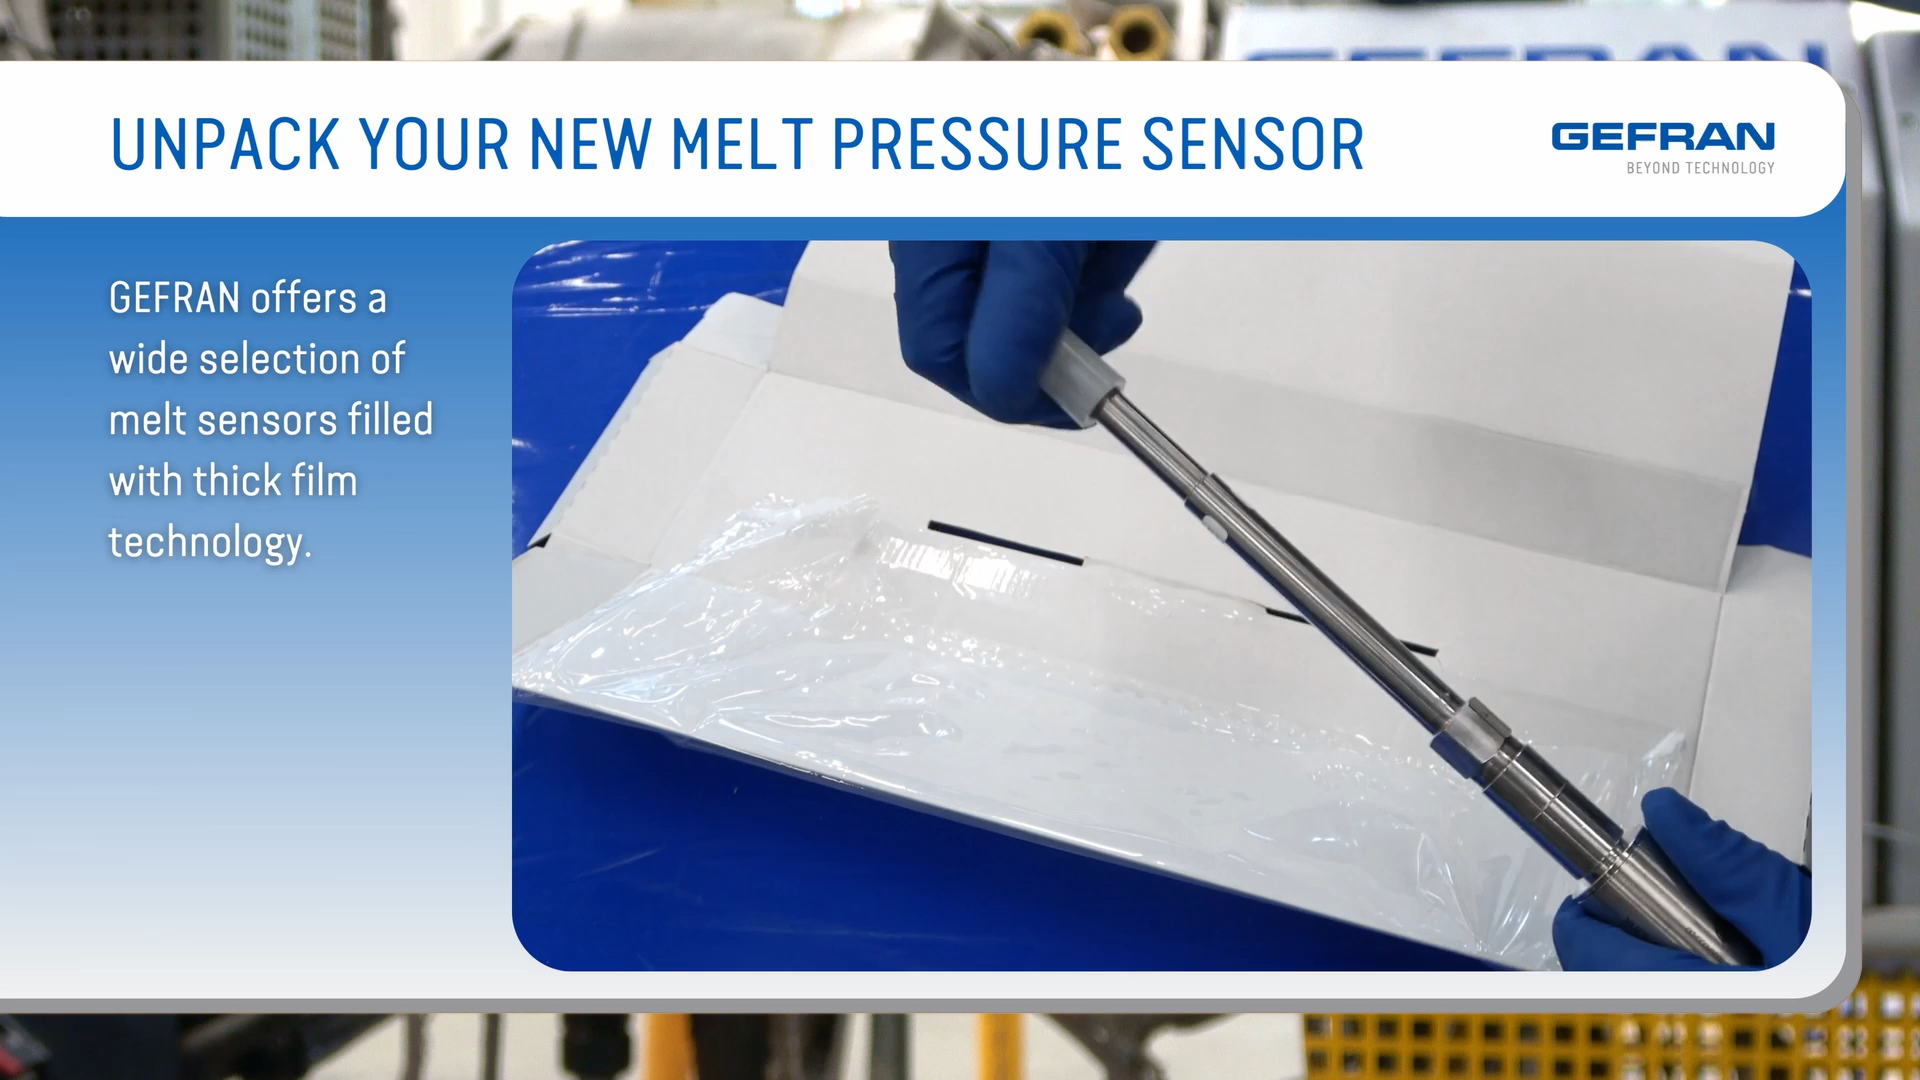 GEFRAN
UNPACK YOUR NEW MELT PRESSURE SENSOR
GEFRAN
BEYOND TECHNOLOGY
GEFRAN offers a
wide selection of
melt sensors filled
with thick film
technology.